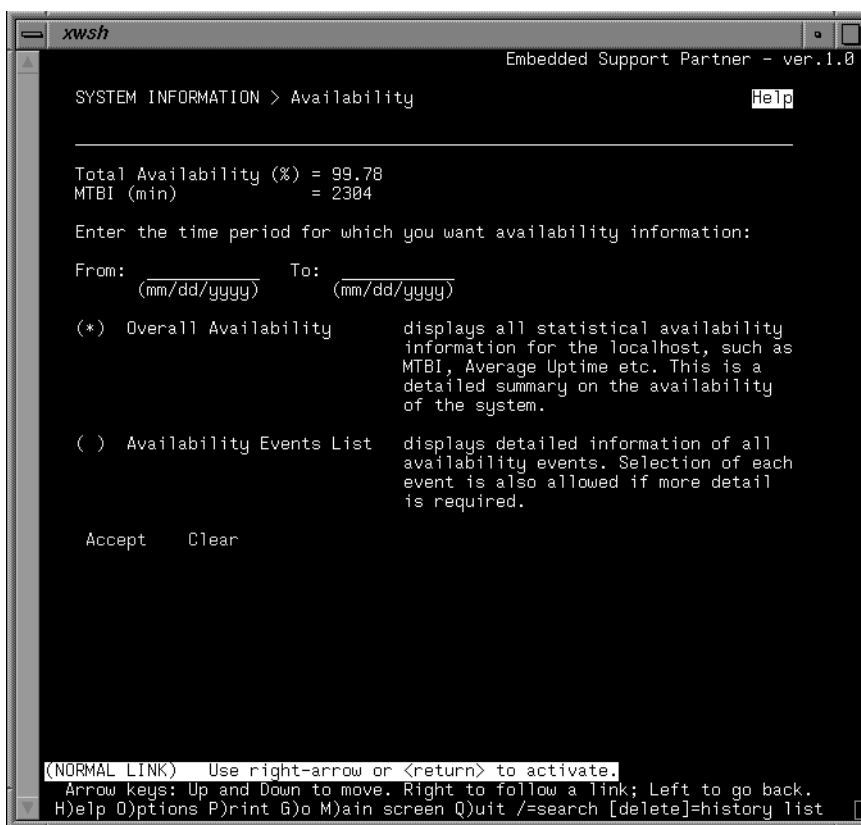 xwsh
Embedded Support Partner - ver.1.0
SYSTEM INFORMATION > Availability Help
Total Availability (%) = 99.78
MTBI (min) = 2304
Enter the time period for which you want availability information:
From: ___________ To: ___________
(mm/dd/yyyy) (mm/dd/yyyy)
(*) Overall Availability displays all statistical availability
information for the localhost, such as
MTBI, Average Uptime etc. This is a
detailed summary on the availability
of the system.
( ) Availability Events List displays detailed information of all
availability events. Selection of each
event is also allowed if more detail
is required.
Accept Clear
(NORMAL LINK) Use right-arrow or <return> to activate.
Arrow keys: Up and Down to move. Right to follow a link; Left to go back.
H)elp O)ptions P)rint G)o M)ain screen Q)uit /=search [delete]=history list